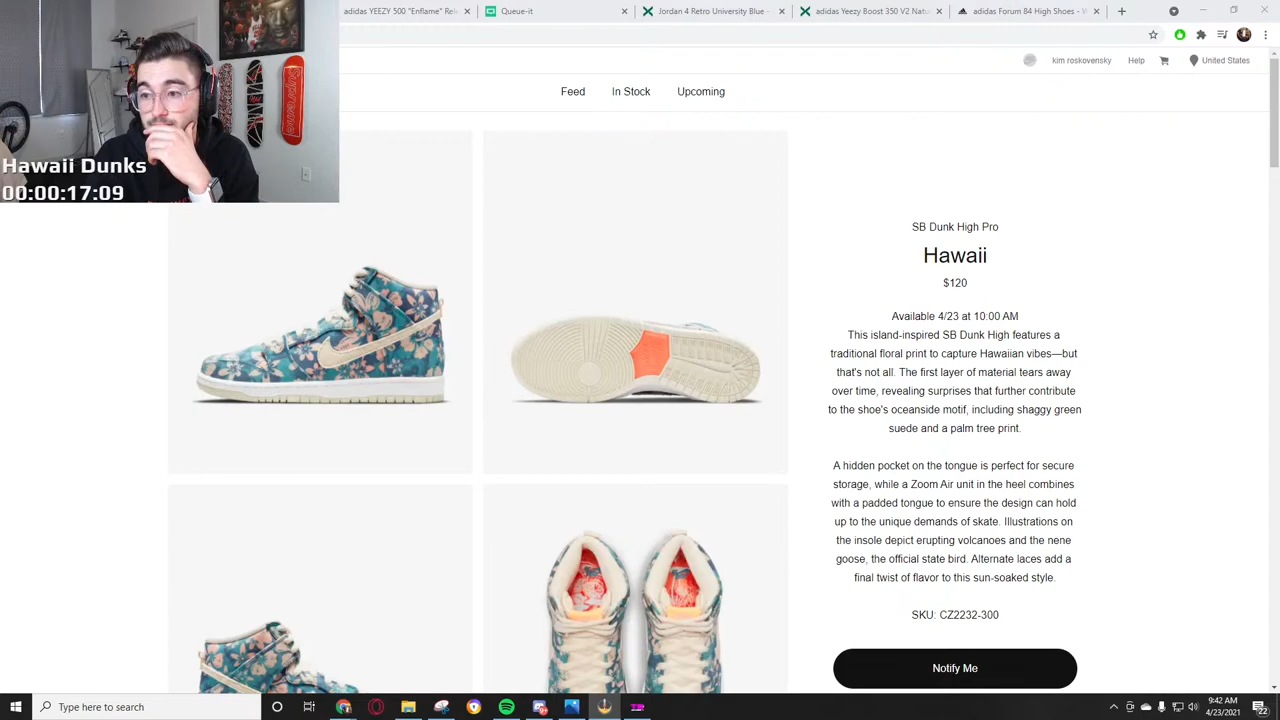 adidas YEEZY 500 "Enflame" Rel
Queue-it
Jordan 4 Retro University Blue -
adidas Yeezy Boost 350 V2 Natu
adidas Forum 84 High Shoes - W
kim roskovensky
Help
United States
Feed
In Stock
Upcoming
Supreme
Hawaii Dunks
00:00:17:09
SB Dunk High Pro
Hawaii
$120
Available 4/23 at 10:00 AM
This island-inspired SB Dunk High features a
traditional floral print to capture Hawaiian vibes—but
that's not all. The first layer of material tears away
over time, revealing surprises that further contribute
to the shoe's oceanside motif, including shaggy green
suede and a palm tree print.
A hidden pocket on the tongue is perfect for secure
storage, while a Zoom Air unit in the heel combines
with a padded tongue to ensure the design can hold
up to the unique demands of skate. Illustrations on
the insole depict erupting volcanoes and the nene
goose, the official state bird. Alternate laces add a
final twist of flavor to this sun-soaked style.
SKU: CZ2232-300
Notify Me
Type here to search
9:42 AM
4/23/2021
22